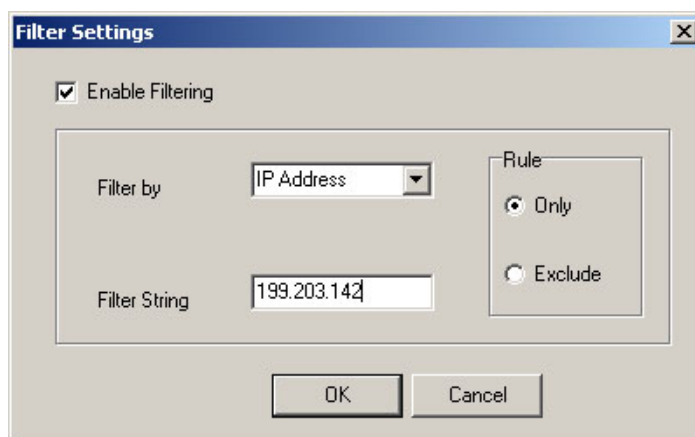 Filter Settings
Enable Filtering
Filter by
IP Address
Rule
Only
Exclude
Filter String
199.203.142
OK
Cancel